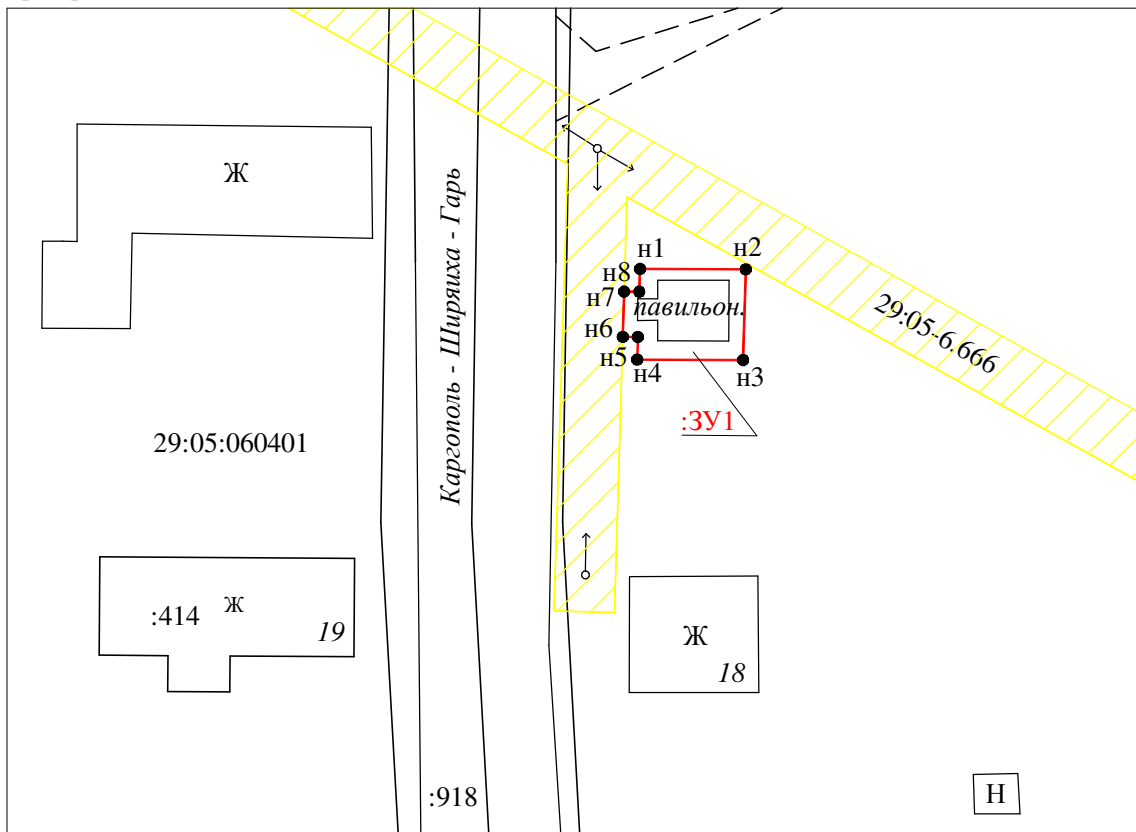 Ж
Каргополь - Ширяиха - Гарь
н1
н2
н8
н7
павильон.
н6
29:05-6.666
н5
н4
н3
:ЗУ1
29:05:060401
:414
Ж
19
Ж
18
:918
Н